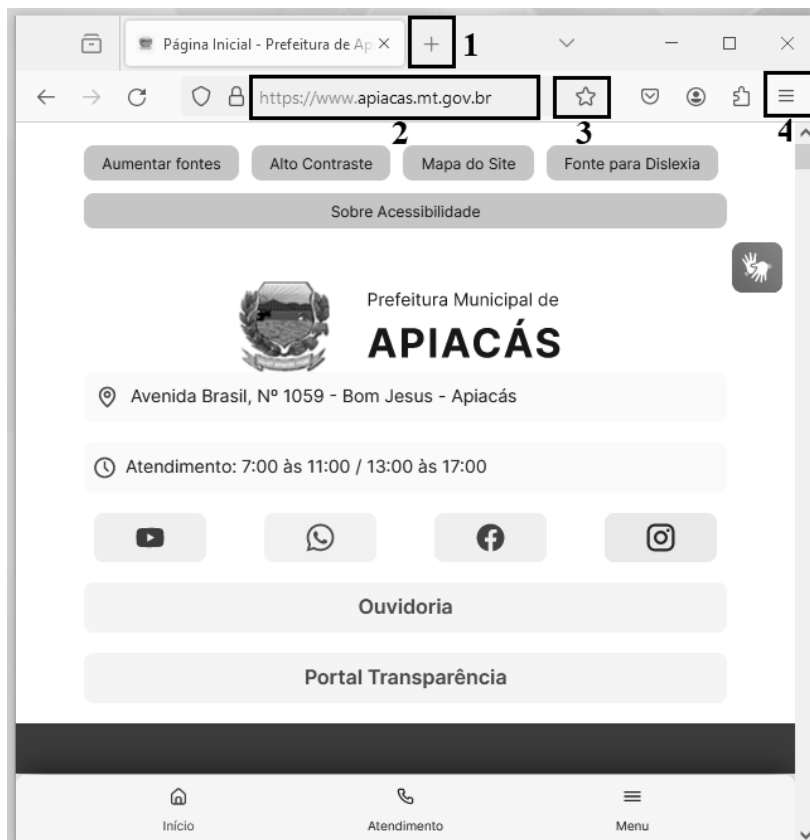 Página Inicial - Prefeitura de Ap
1
https://www.apiacas.mt.gov.br
2
3
4
Aumentar fontes
Alto Contraste
Mapa do Site
Fonte para Dislexia
Sobre Acessibilidade
Prefeitura Municipal de
APIACÁS
Avenida Brasil, Nº 1059 - Bom Jesus - Apiacás
Atendimento: 7:00 às 11:00 / 13:00 às 17:00
Ouvidoria
Portal Transparência
Início
Atendimento
Menu